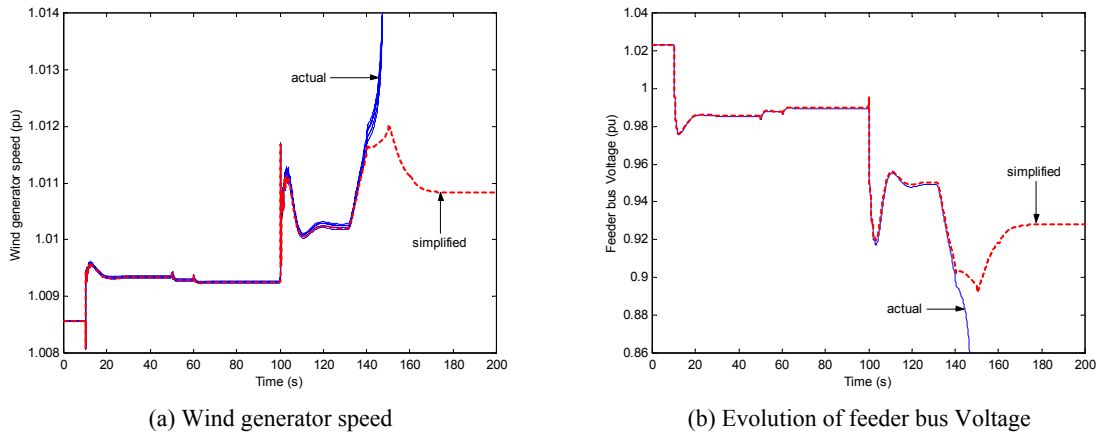 1.014
1.013
1.012
1.011
1.01
1.009
1.008
Wind generator speed (pu)
actual
simplified
0 20 40 60 80 100 120 140 160 180 200
Time (s)
(a) Wind generator speed
1.04
1.02
1
0.98
0.96
0.94
0.92
0.9
0.88
0.86
Feeder bus Voltage (pu)
simplified
actual
0 20 40 60 80 100 120 140 160 180 200
Time (s)
(b) Evolution of feeder bus Voltage